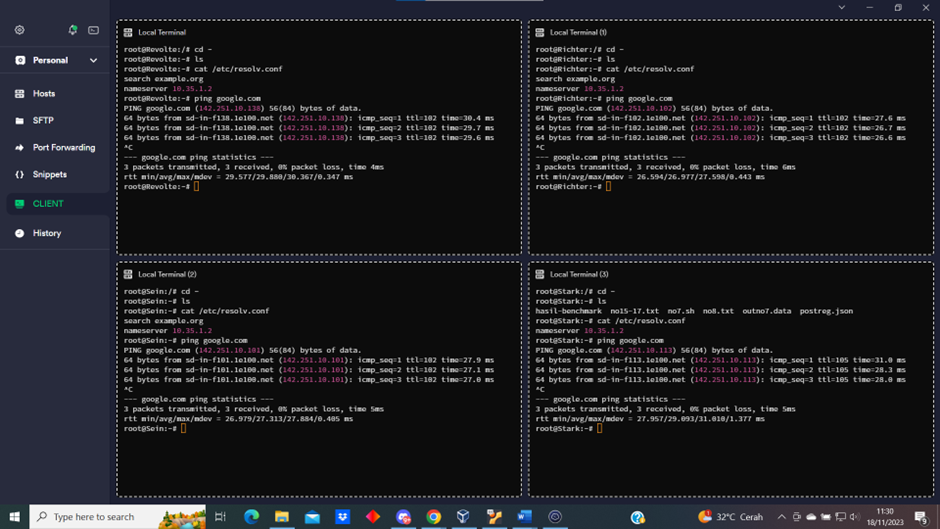 Personal
Hosts
SFTP
Port Forwarding
Snippets
CLIENT
History
Local Terminal
root@Revolte:/# cd ~
root@Revolte:~# ls
root@Revolte:~# cat /etc/resolv.conf
search example.org
nameserver 10.35.1.2
root@Revolte:~# ping google.com
PING google.com (142.251.10.138) 56(84) bytes of data.
64 bytes from sd-in-f138.1e100.net (142.251.10.138): icmp_seq=1 ttl=102 time=30.4 ms
64 bytes from sd-in-f138.1e100.net (142.251.10.138): icmp_seq=2 ttl=102 time=29.7 ms
64 bytes from sd-in-f138.1e100.net (142.251.10.138): icmp_seq=3 ttl=102 time=29.6 ms
^C
--- google.com ping statistics ---
3 packets transmitted, 3 received, 0% packet loss, time 4ms
rtt min/avg/max/mdev = 29.577/29.880/30.367/0.347 ms
root@Revolte:~#
Local Terminal (1)
root@Richter:/# cd ~
root@Richter:~# ls
root@Richter:~# cat /etc/resolv.conf
search example.org
nameserver 10.35.1.2
root@Richter:~# ping google.com
PING google.com (142.251.10.102) 56(84) bytes of data.
64 bytes from sd-in-f102.1e100.net (142.251.10.102): icmp_seq=1 ttl=102 time=27.6 ms
64 bytes from sd-in-f102.1e100.net (142.251.10.102): icmp_seq=2 ttl=102 time=26.7 ms
64 bytes from sd-in-f102.1e100.net (142.251.10.102): icmp_seq=3 ttl=102 time=26.6 ms
^C
--- google.com ping statistics ---
3 packets transmitted, 3 received, 0% packet loss, time 6ms
rtt min/avg/max/mdev = 26.594/26.977/27.598/0.443 ms
root@Richter:~#
Local Terminal (2)
root@Sein:/# cd ~
root@Sein:~# ls
root@Sein:~# cat /etc/resolv.conf
search example.org
nameserver 10.35.1.2
root@Sein:~# ping google.com
PING google.com (142.251.10.101) 56(84) bytes of data.
64 bytes from sd-in-f101.1e100.net (142.251.10.101): icmp_seq=1 ttl=102 time=27.9 ms
64 bytes from sd-in-f101.1e100.net (142.251.10.101): icmp_seq=2 ttl=102 time=27.1 ms
64 bytes from sd-in-f101.1e100.net (142.251.10.101): icmp_seq=3 ttl=102 time=27.0 ms
^C
--- google.com ping statistics ---
3 packets transmitted, 3 received, 0% packet loss, time 5ms
rtt min/avg/max/mdev = 26.979/27.313/27.884/0.405 ms
root@Sein:~#
Local Terminal (3)
root@Stark:/# cd ~
root@Stark:~# ls
hasil-benchmark  no15-17.txt  no7.sh  no8.txt  outno7.data  postreg.json
root@Stark:~# cat /etc/resolv.conf
nameserver 10.35.1.2
root@Stark:~# ping google.com
PING google.com (142.251.10.113) 56(84) bytes of data.
64 bytes from sd-in-f113.1e100.net (142.251.10.113): icmp_seq=1 ttl=105 time=31.0 ms
64 bytes from sd-in-f113.1e100.net (142.251.10.113): icmp_seq=2 ttl=105 time=28.3 ms
64 bytes from sd-in-f113.1e100.net (142.251.10.113): icmp_seq=3 ttl=105 time=28.0 ms
^C
--- google.com ping statistics ---
3 packets transmitted, 3 received, 0% packet loss, time 5ms
rtt min/avg/max/mdev = 27.957/29.093/31.010/1.377 ms
root@Stark:~#
Type here to search
32°C Cerah
11:30
18/11/2023